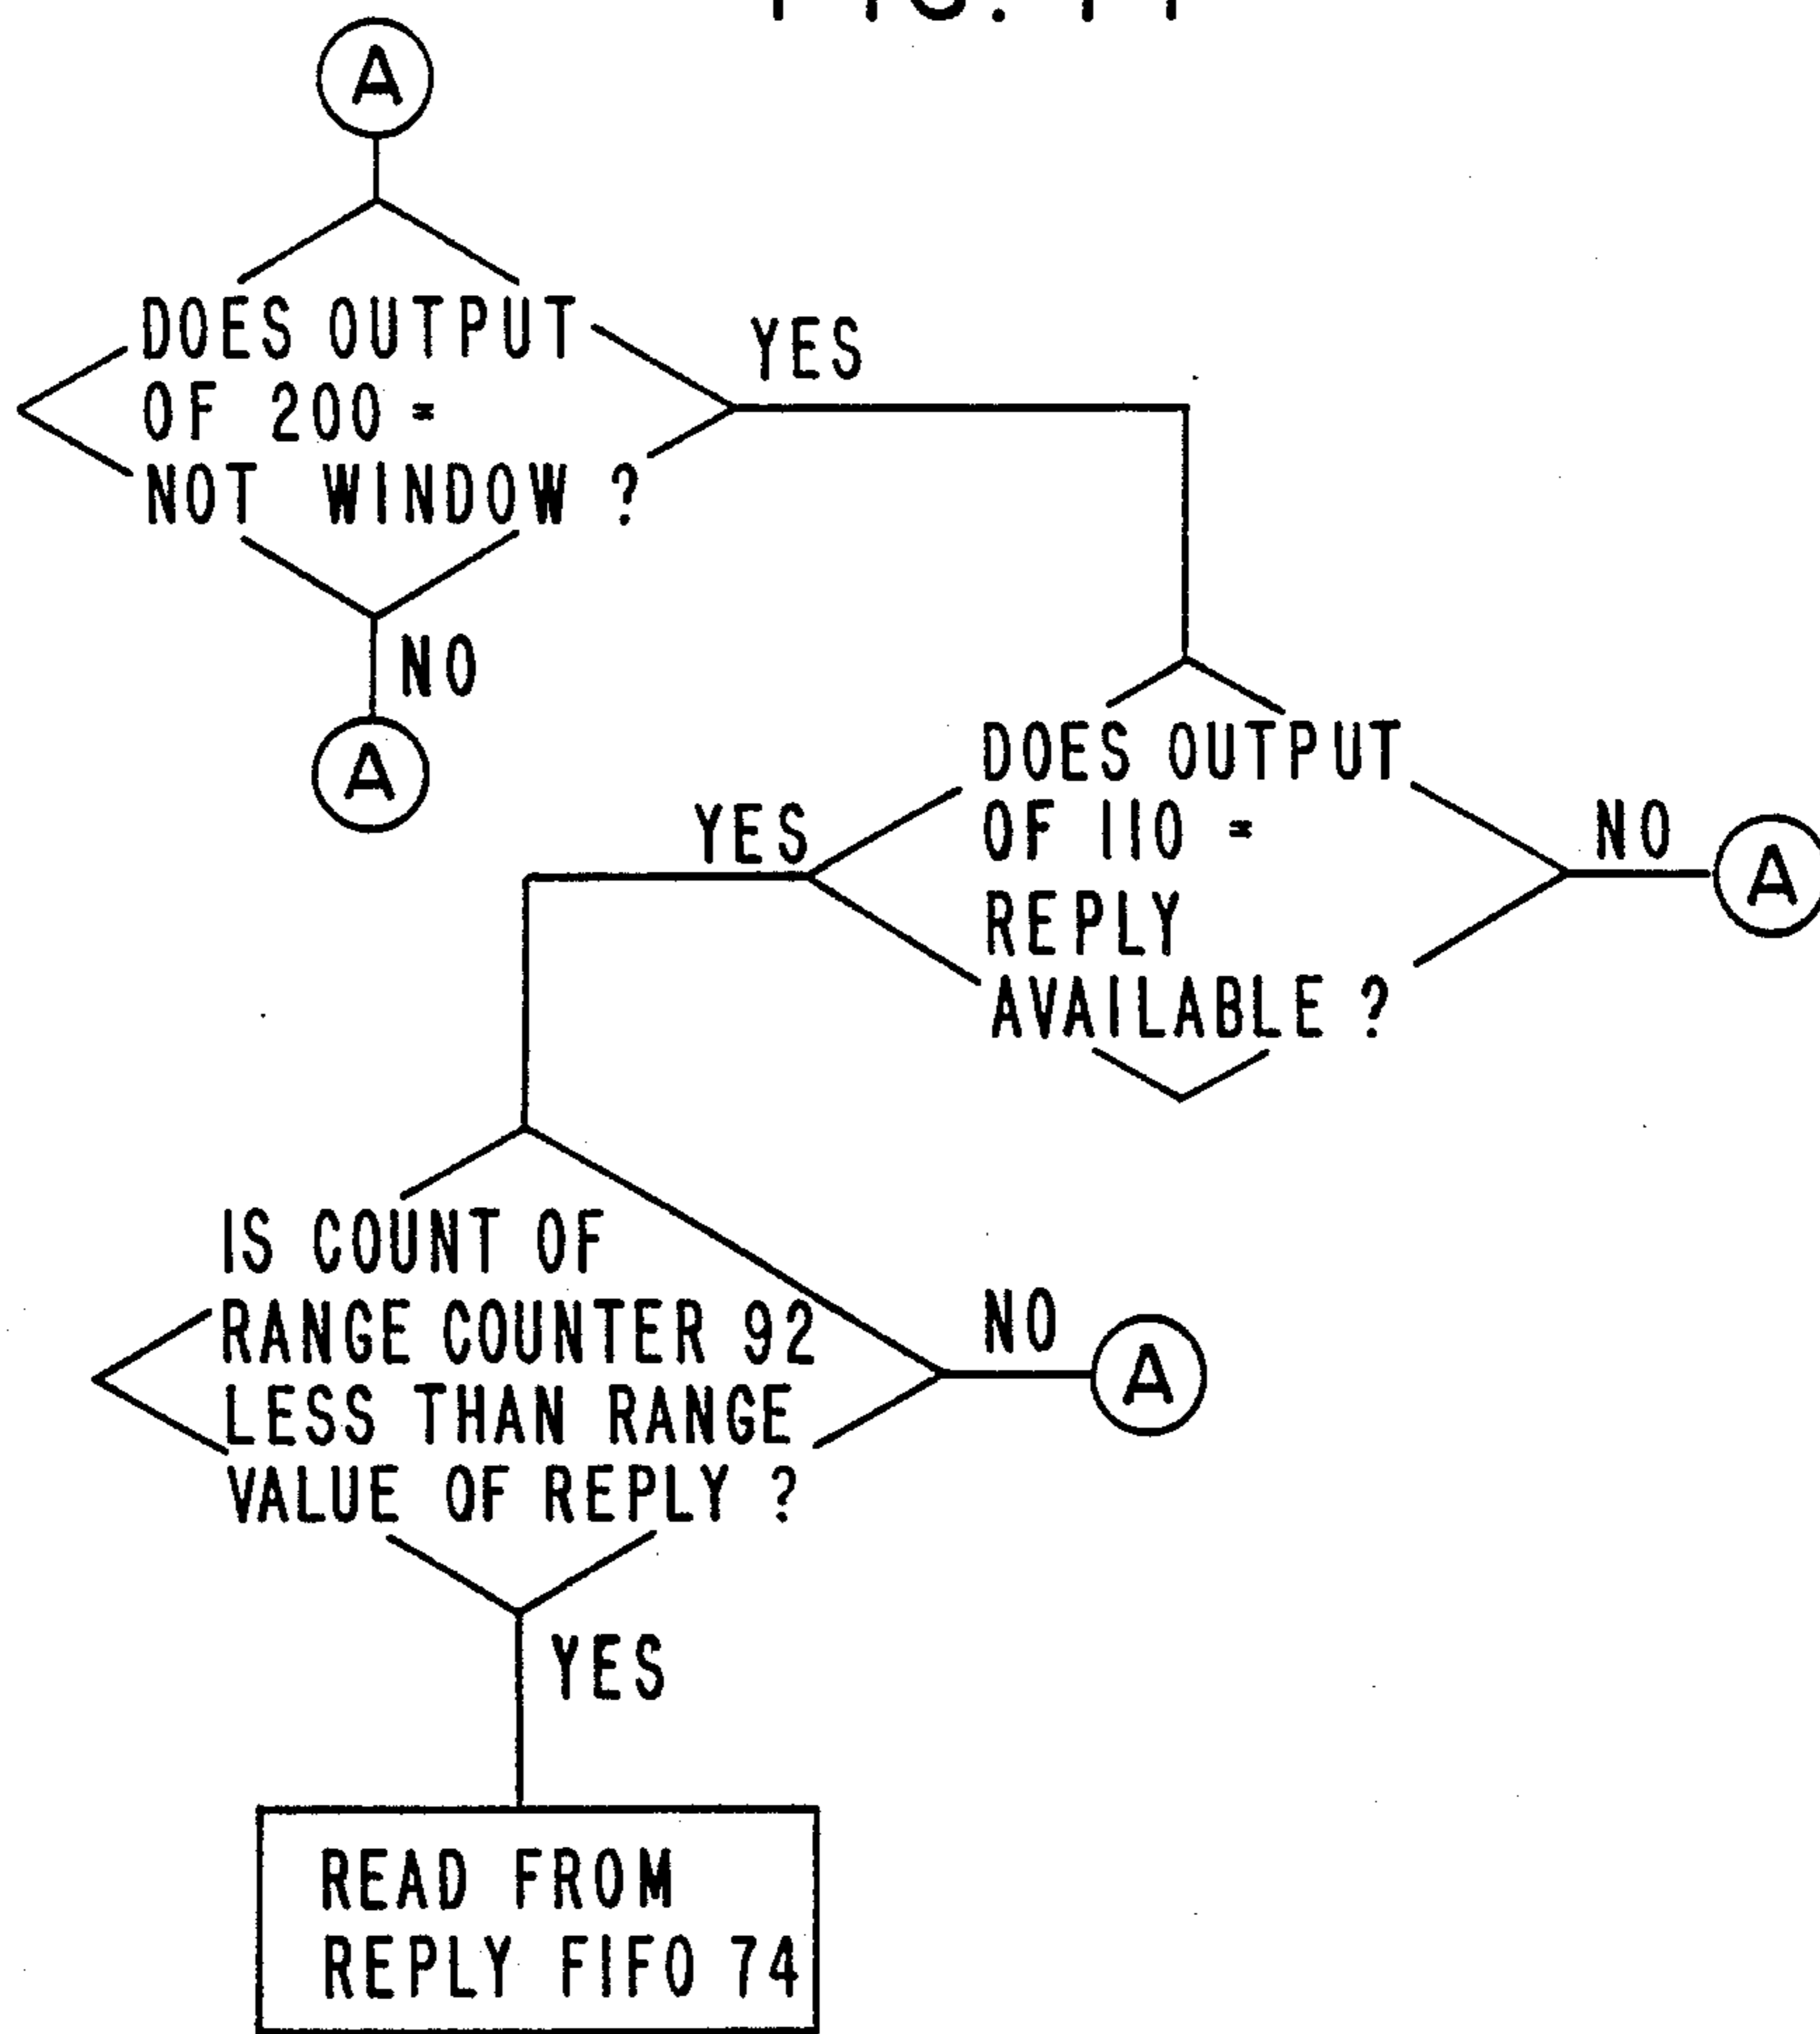 A
DOES OUTPUT
OF 200 =
NOT WINDOW ?
YES
NO
A
DOES OUTPUT
OF 110 =
REPLY
AVAILABLE ?
YES
NO
A
IS COUNT OF
RANGE COUNTER 92
LESS THAN RANGE
VALUE OF REPLY ?
NO
A
YES
READ FROM
REPLY FIFO 74